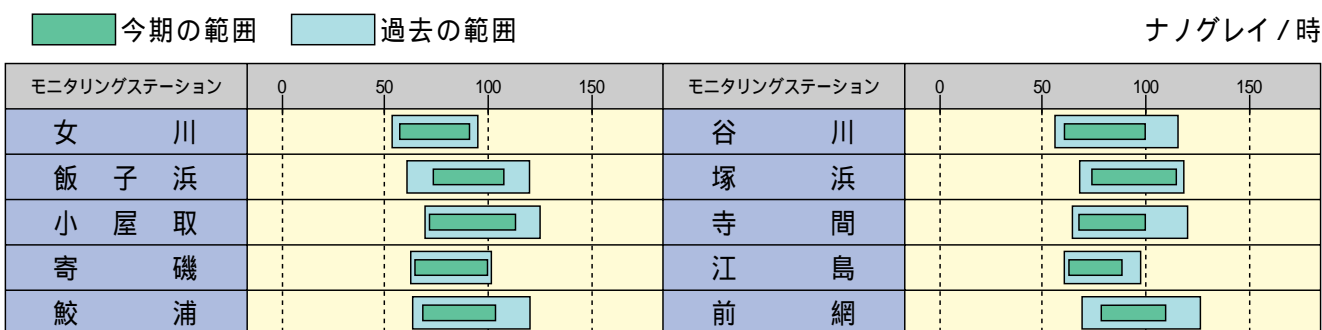 今期の範囲 過去の範囲 ナノグレイ/時
モニタリングステーション 0 50 100 150 モニタリングステーション 0 50 100 150
女川 谷川
飯子浜 塚浜
小屋取 寺間
寄磯 江島
鮫浦 前網